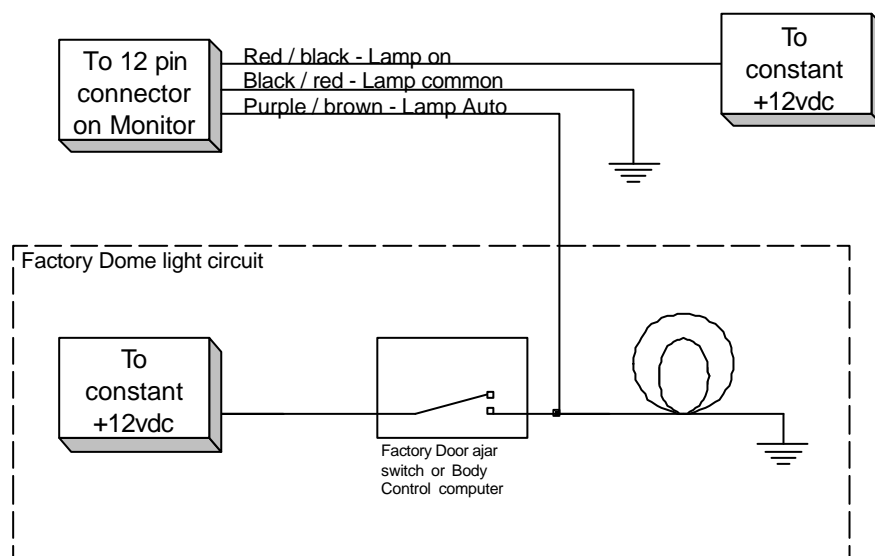 To 12 pin
connector
on Monitor
Red / black - Lamp on
Black / red - Lamp common
Purple / brown - Lamp Auto
To
constant
+12vdc
Factory Dome light circuit
To
constant
+12vdc
Factory Door ajar
switch or Body
Control computer